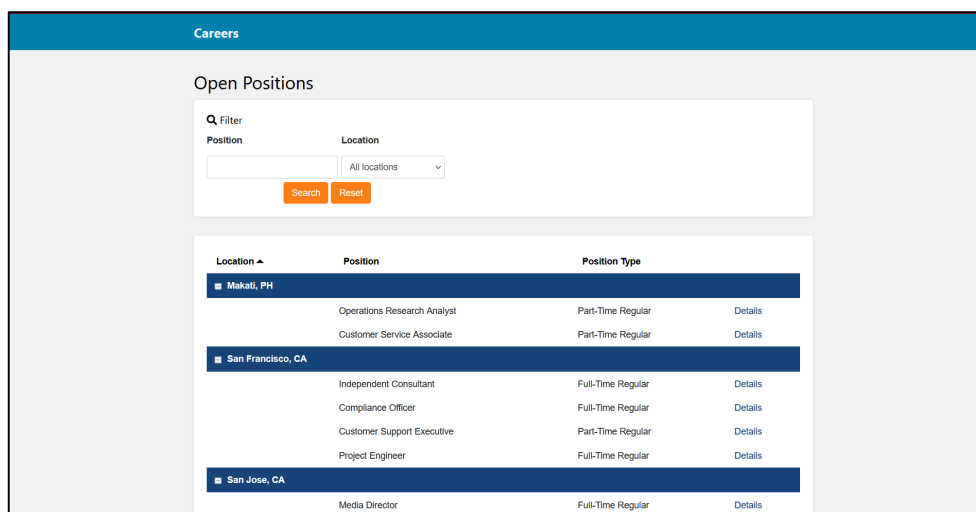 Careers
Open Positions
Filter
Position Location
All locations
Search Reset
Location Position Position Type
Makati, PH
Operations Research Analyst Part-Time Regular Details
Customer Service Associate Part-Time Regular Details
San Francisco, CA
Independent Consultant Full-Time Regular Details
Compliance Officer Full-Time Regular Details
Customer Support Executive Part-Time Regular Details
Project Engineer Full-Time Regular Details
San Jose, CA
Media Director Full-Time Regular Details